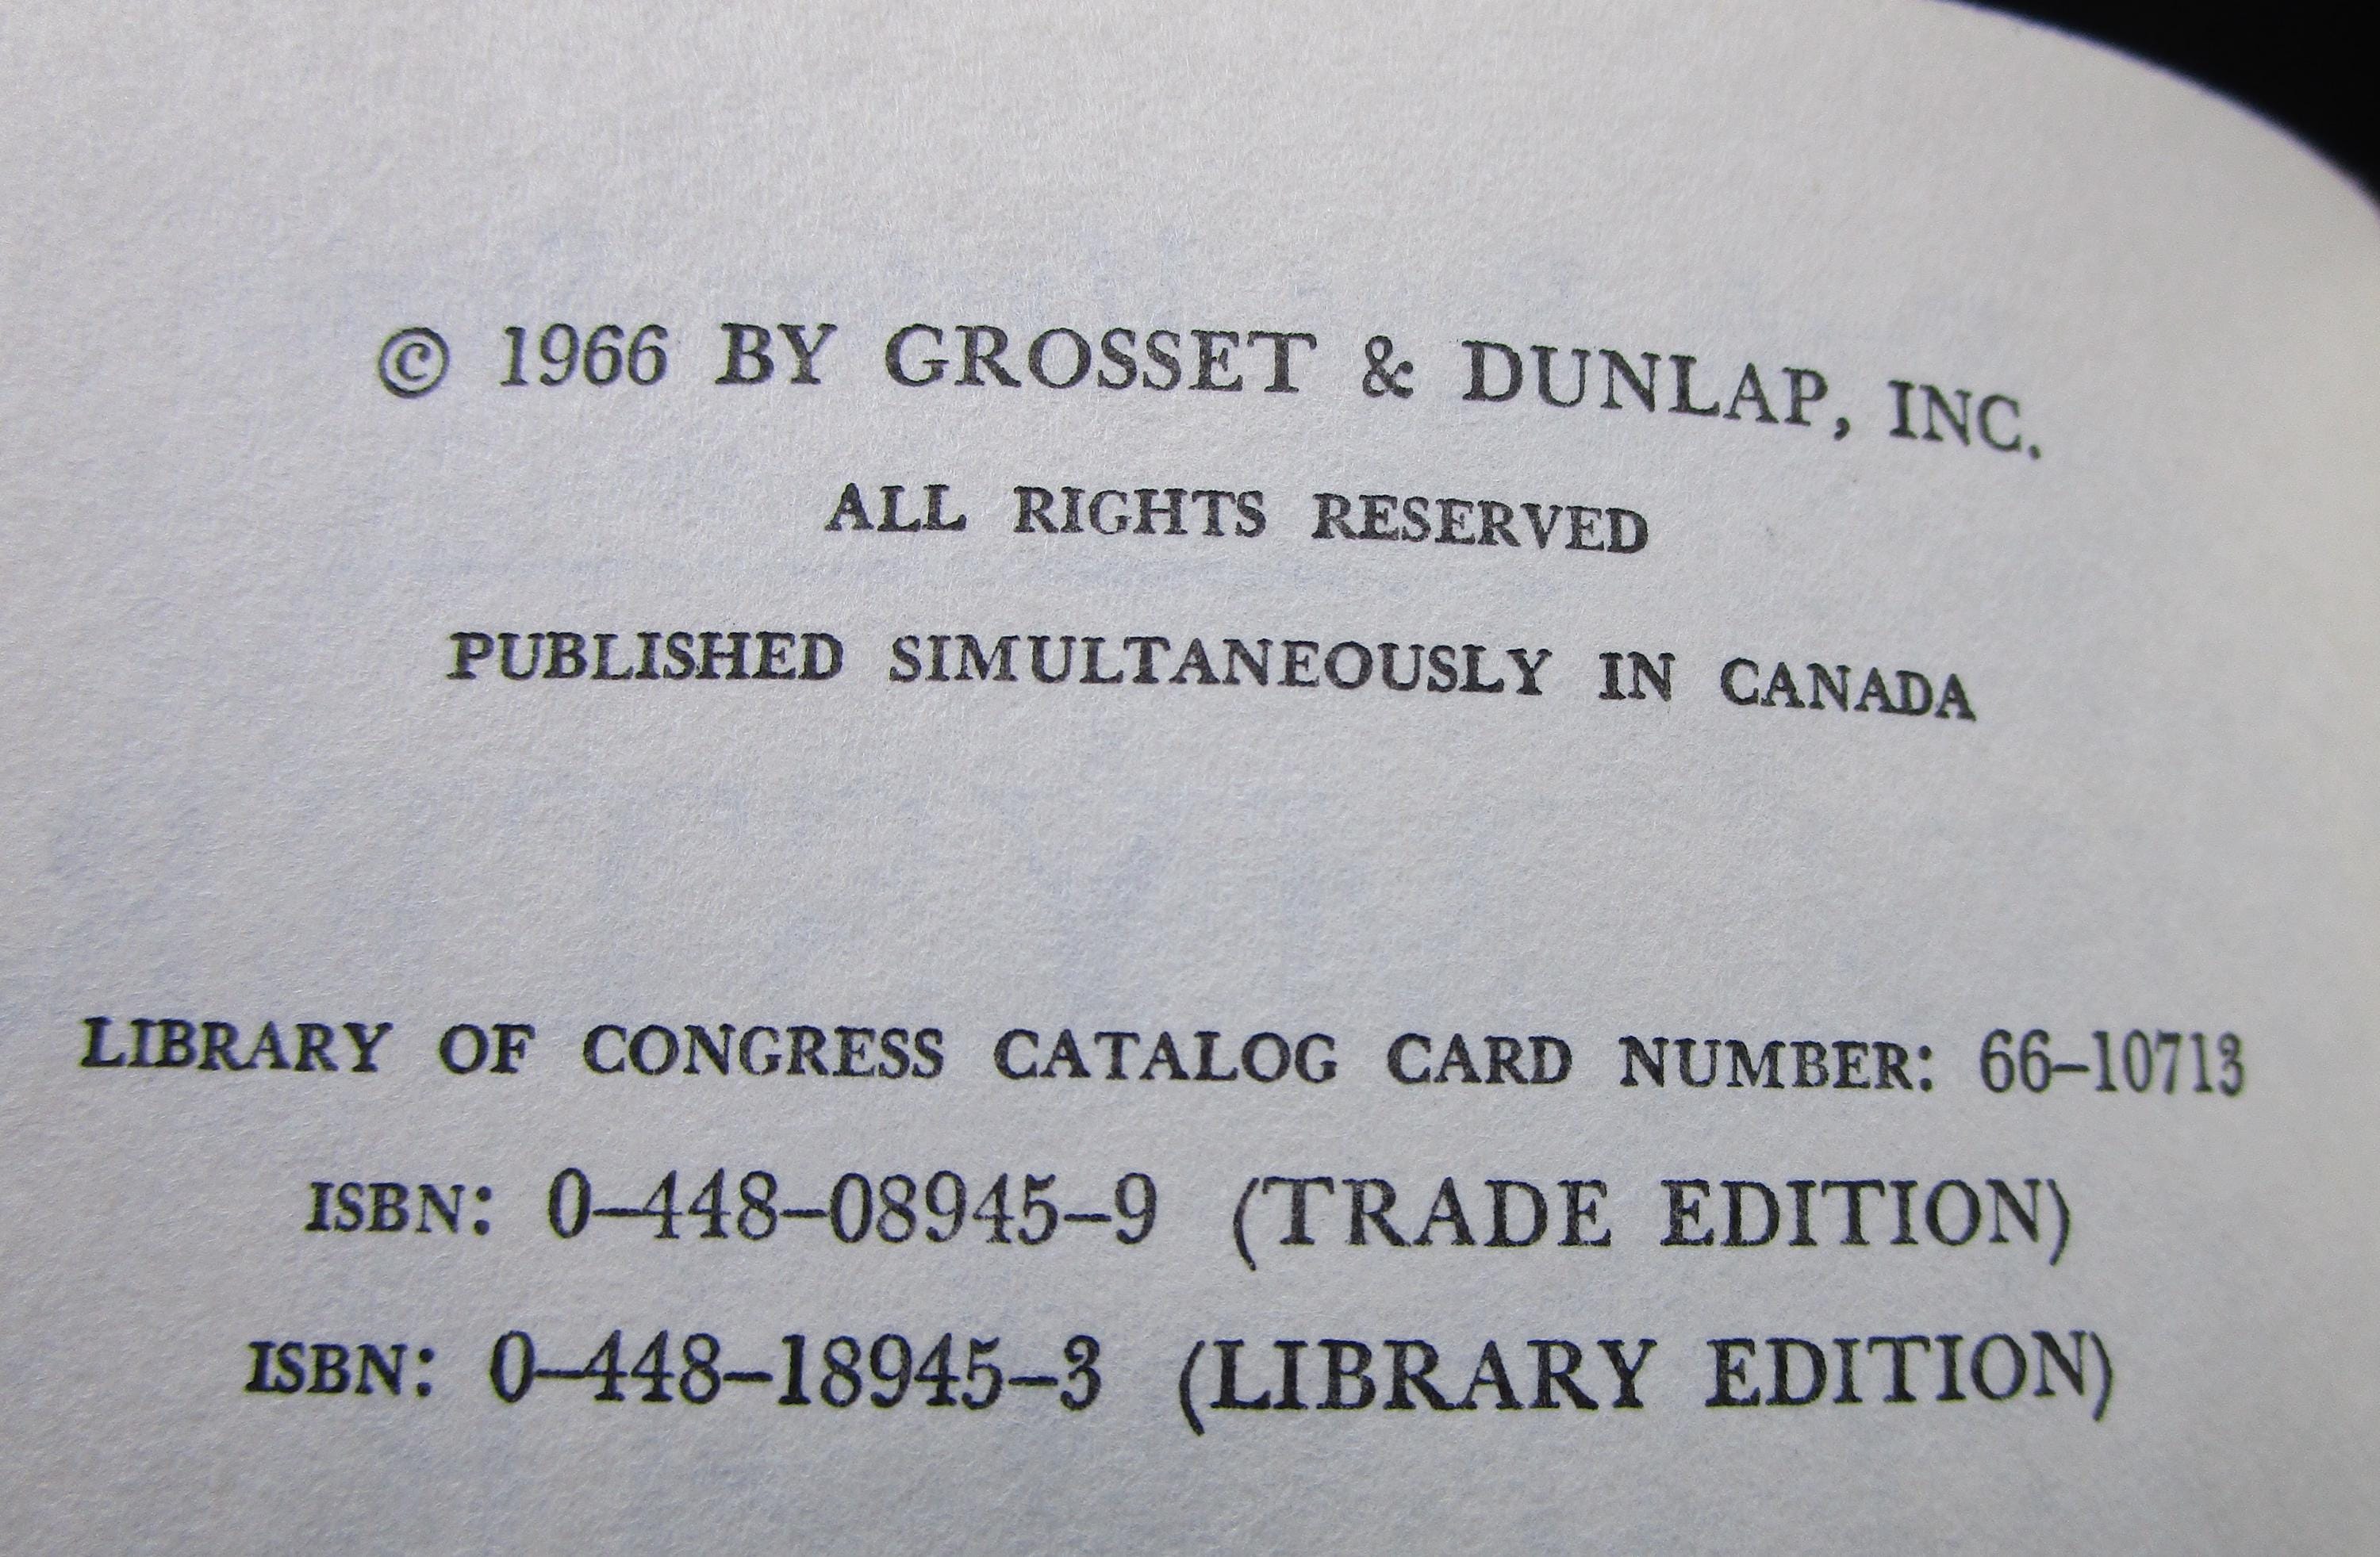 © 1966 BY GROSSET & DUNLAP, INC.
ALL RIGHTS RESERVED
PUBLISHED SIMULTANEOUSLY IN CANADA
LIBRARY OF CONGRESS CATALOG CARD NUMBER: 66–10713
ISBN: 0–448–08945–9 (TRADE EDITION)
ISBN: 0–448–18945–3 (LIBRARY EDITION)